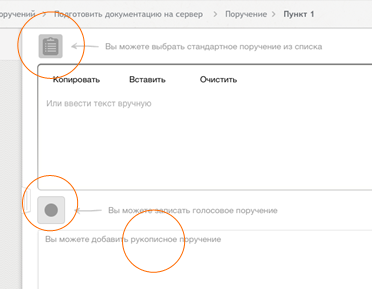 оручений > Подготовить документацию на сервер > Поручение > Пункт 1
Вы можете выбрать стандартное поручение из списка
Копировать Вставить Очистить
Или ввести текст вручную
Вы можете записать голосовое поручение
Вы можете добавить рукописное поручение